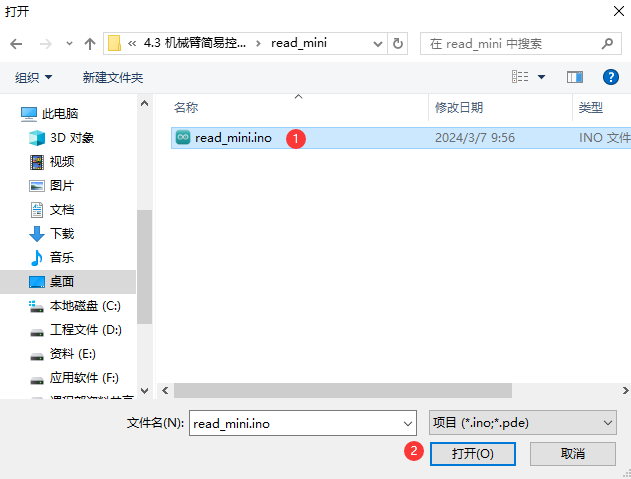 打开
« 4.3 机械臂简易控... › read_mini
在 read_mini 中搜索
组织 新建文件夹
名称 修改日期 类型
此电脑
3D 对象
视频
图片
文档
下载
音乐
桌面
本地磁盘 (C:)
工程文件 (D:)
资料 (E:)
应用软件 (F:)
read_mini.ino 1 2024/3/7 9:56 INO 文件
文件名(N): read_mini.ino 项目 (*.ino;*.pde)
2 打开(O) 取消